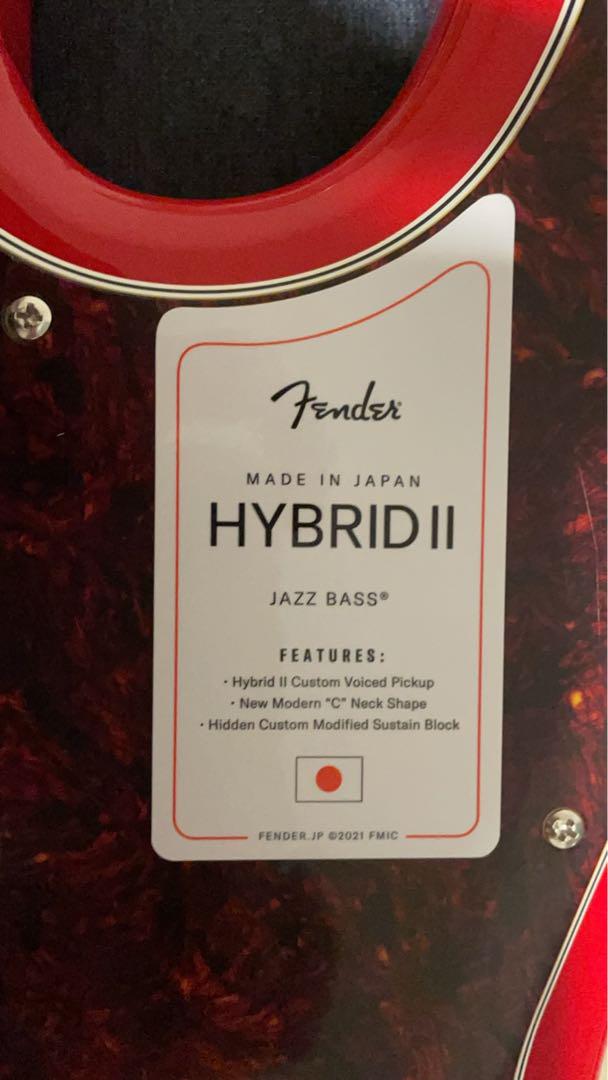 Fender
MADE IN JAPAN
HYBRID II
JAZZ BASS®
FEATURES:
· Hybrid II Custom Voiced Pickup
· New Modern "C" Neck Shape
· Hidden Custom Modified Sustain Block
FENDER.JP ©2021 FMIC